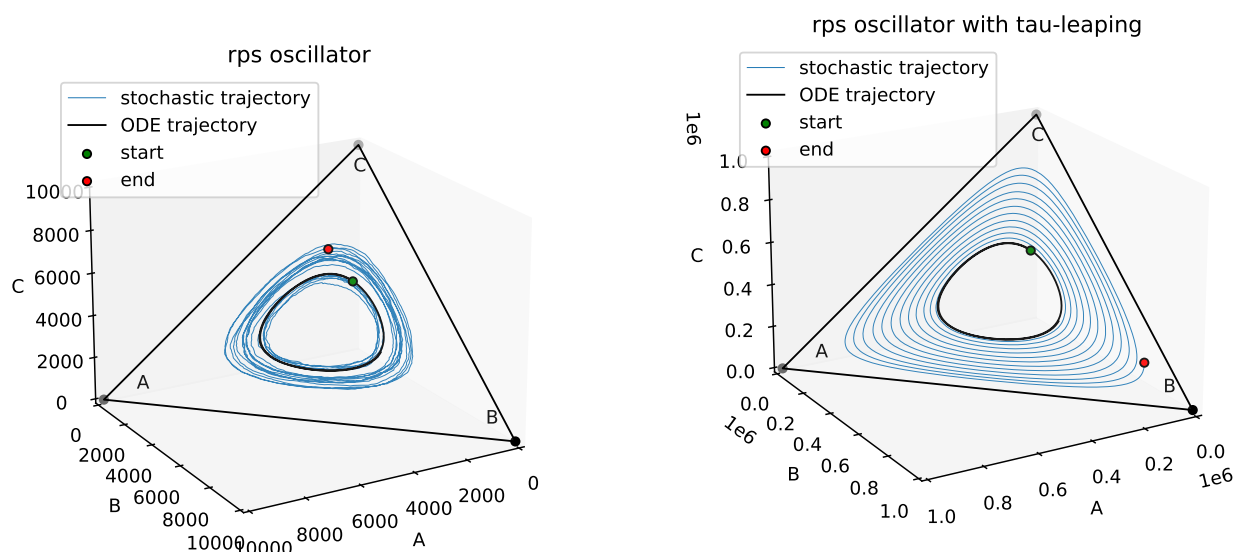 rps oscillator
stochastic trajectory
ODE trajectory
start
end
C
A
B
10000
8000
6000
4000
2000
0
C
0
2000
4000
6000
8000
10000
B
10000
8000
6000
4000
2000
0
A
rps oscillator with tau-leaping
stochastic trajectory
ODE trajectory
start
end
C
A
B
1e6
1.0
0.8
0.6
0.4
0.2
0.0
C
0.0
0.2
0.4
0.6
0.8
1.0
1e6
B
1.0
0.8
0.6
0.4
0.2
0.0
1e6
A